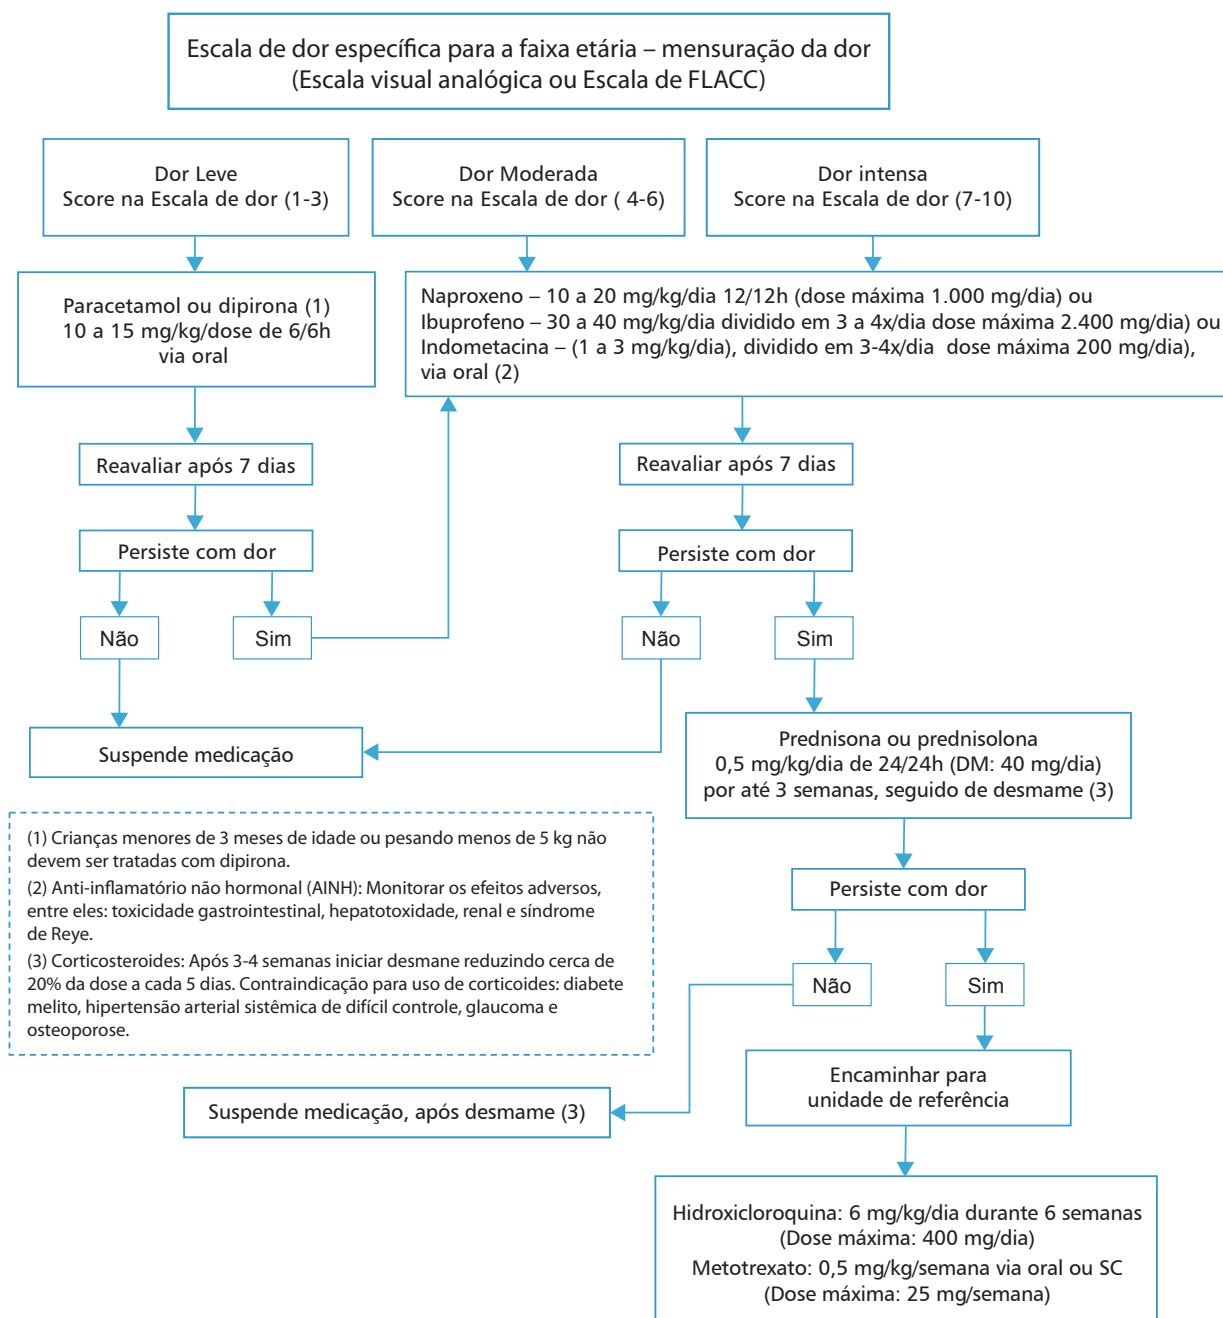 Escala de dor específica para a faixa etária – mensuração da dor
(Escala visual analógica ou Escala de FLACC)
Dor Leve
Score na Escala de dor (1-3)
Dor Moderada
Score na Escala de dor ( 4-6)
Dor intensa
Score na Escala de dor (7-10)
Paracetamol ou dipirona (1)
10 a 15 mg/kg/dose de 6/6h
via oral
Naproxeno – 10 a 20 mg/kg/dia 12/12h (dose máxima 1.000 mg/dia) ou
Ibuprofeno – 30 a 40 mg/kg/dia dividido em 3 a 4x/dia dose máxima 2.400 mg/dia) ou
Indometacina – (1 a 3 mg/kg/dia), dividido em 3-4x/dia dose máxima 200 mg/dia),
via oral (2)
Reavaliar após 7 dias
Persiste com dor
Não
Sim
Suspende medicação
Reavaliar após 7 dias
Persiste com dor
Não
Sim
Prednisona ou prednisolona
0,5 mg/kg/dia de 24/24h (DM: 40 mg/dia)
por até 3 semanas, seguido de desmame (3)
(1) Crianças menores de 3 meses de idade ou pesando menos de 5 kg não
devem ser tratadas com dipirona.
(2) Anti-inflamatório não hormonal (AINH): Monitorar os efeitos adversos,
entre eles: toxicidade gastrointestinal, hepatotoxidade, renal e síndrome
de Reye.
(3) Corticosteroides: Após 3-4 semanas iniciar desmane reduzindo cerca de
20% da dose a cada 5 dias. Contraindicação para uso de corticoides: diabete
melito, hipertensão arterial sistêmica de difícil controle, glaucoma e
osteoporose.
Persiste com dor
Não
Sim
Suspende medicação, após desmame (3)
Encaminhar para
unidade de referência
Hidroxicloroquina: 6 mg/kg/dia durante 6 semanas
(Dose máxima: 400 mg/dia)
Metotrexato: 0,5 mg/kg/semana via oral ou SC
(Dose máxima: 25 mg/semana)